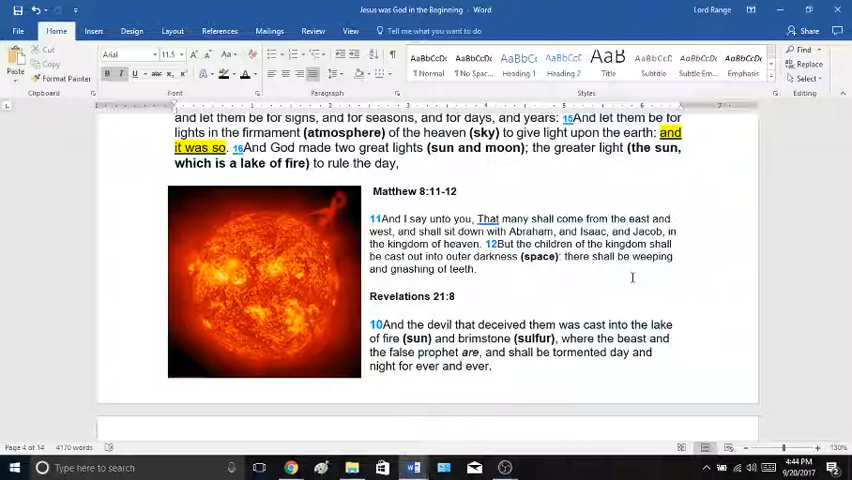 Jesus was God in the Beginning - Word
Lord Range
File Home Insert Design Layout References Mailings Review View Tell me what you want to do Share
Cut
Copy
Format Painter
Paste
Arial 11.5
AaBbCcDc AaBbCcDc AaBbCc AaBbCcl AaB AaBbCcD AaBbCcDc AaBbCcDc
¶ Normal ¶ No Spac... Heading 1 Heading 2 Title Subtitle Subtle Em... Emphasis
Find
Replace
Select
Clipboard Font Paragraph Styles Editing
and let them be for signs, and for seasons, and for days, and years: 15And let them be for
lights in the firmament (atmosphere) of the heaven (sky) to give light upon the earth: and
it was so. 16And God made two great lights (sun and moon); the greater light (the sun,
which is a lake of fire) to rule the day,
Matthew 8:11-12
11And I say unto you, That many shall come from the east and
west, and shall sit down with Abraham, and Isaac, and Jacob, in
the kingdom of heaven. 12But the children of the kingdom shall
be cast out into outer darkness (space): there shall be weeping
and gnashing of teeth.
Revelations 21:8
10And the devil that deceived them was cast into the lake
of fire (sun) and brimstone (sulfur), where the beast and
the false prophet are, and shall be tormented day and
night for ever and ever.
Page 4 of 14 4170 words 130%
Type here to search
4:44 PM
9/20/2017